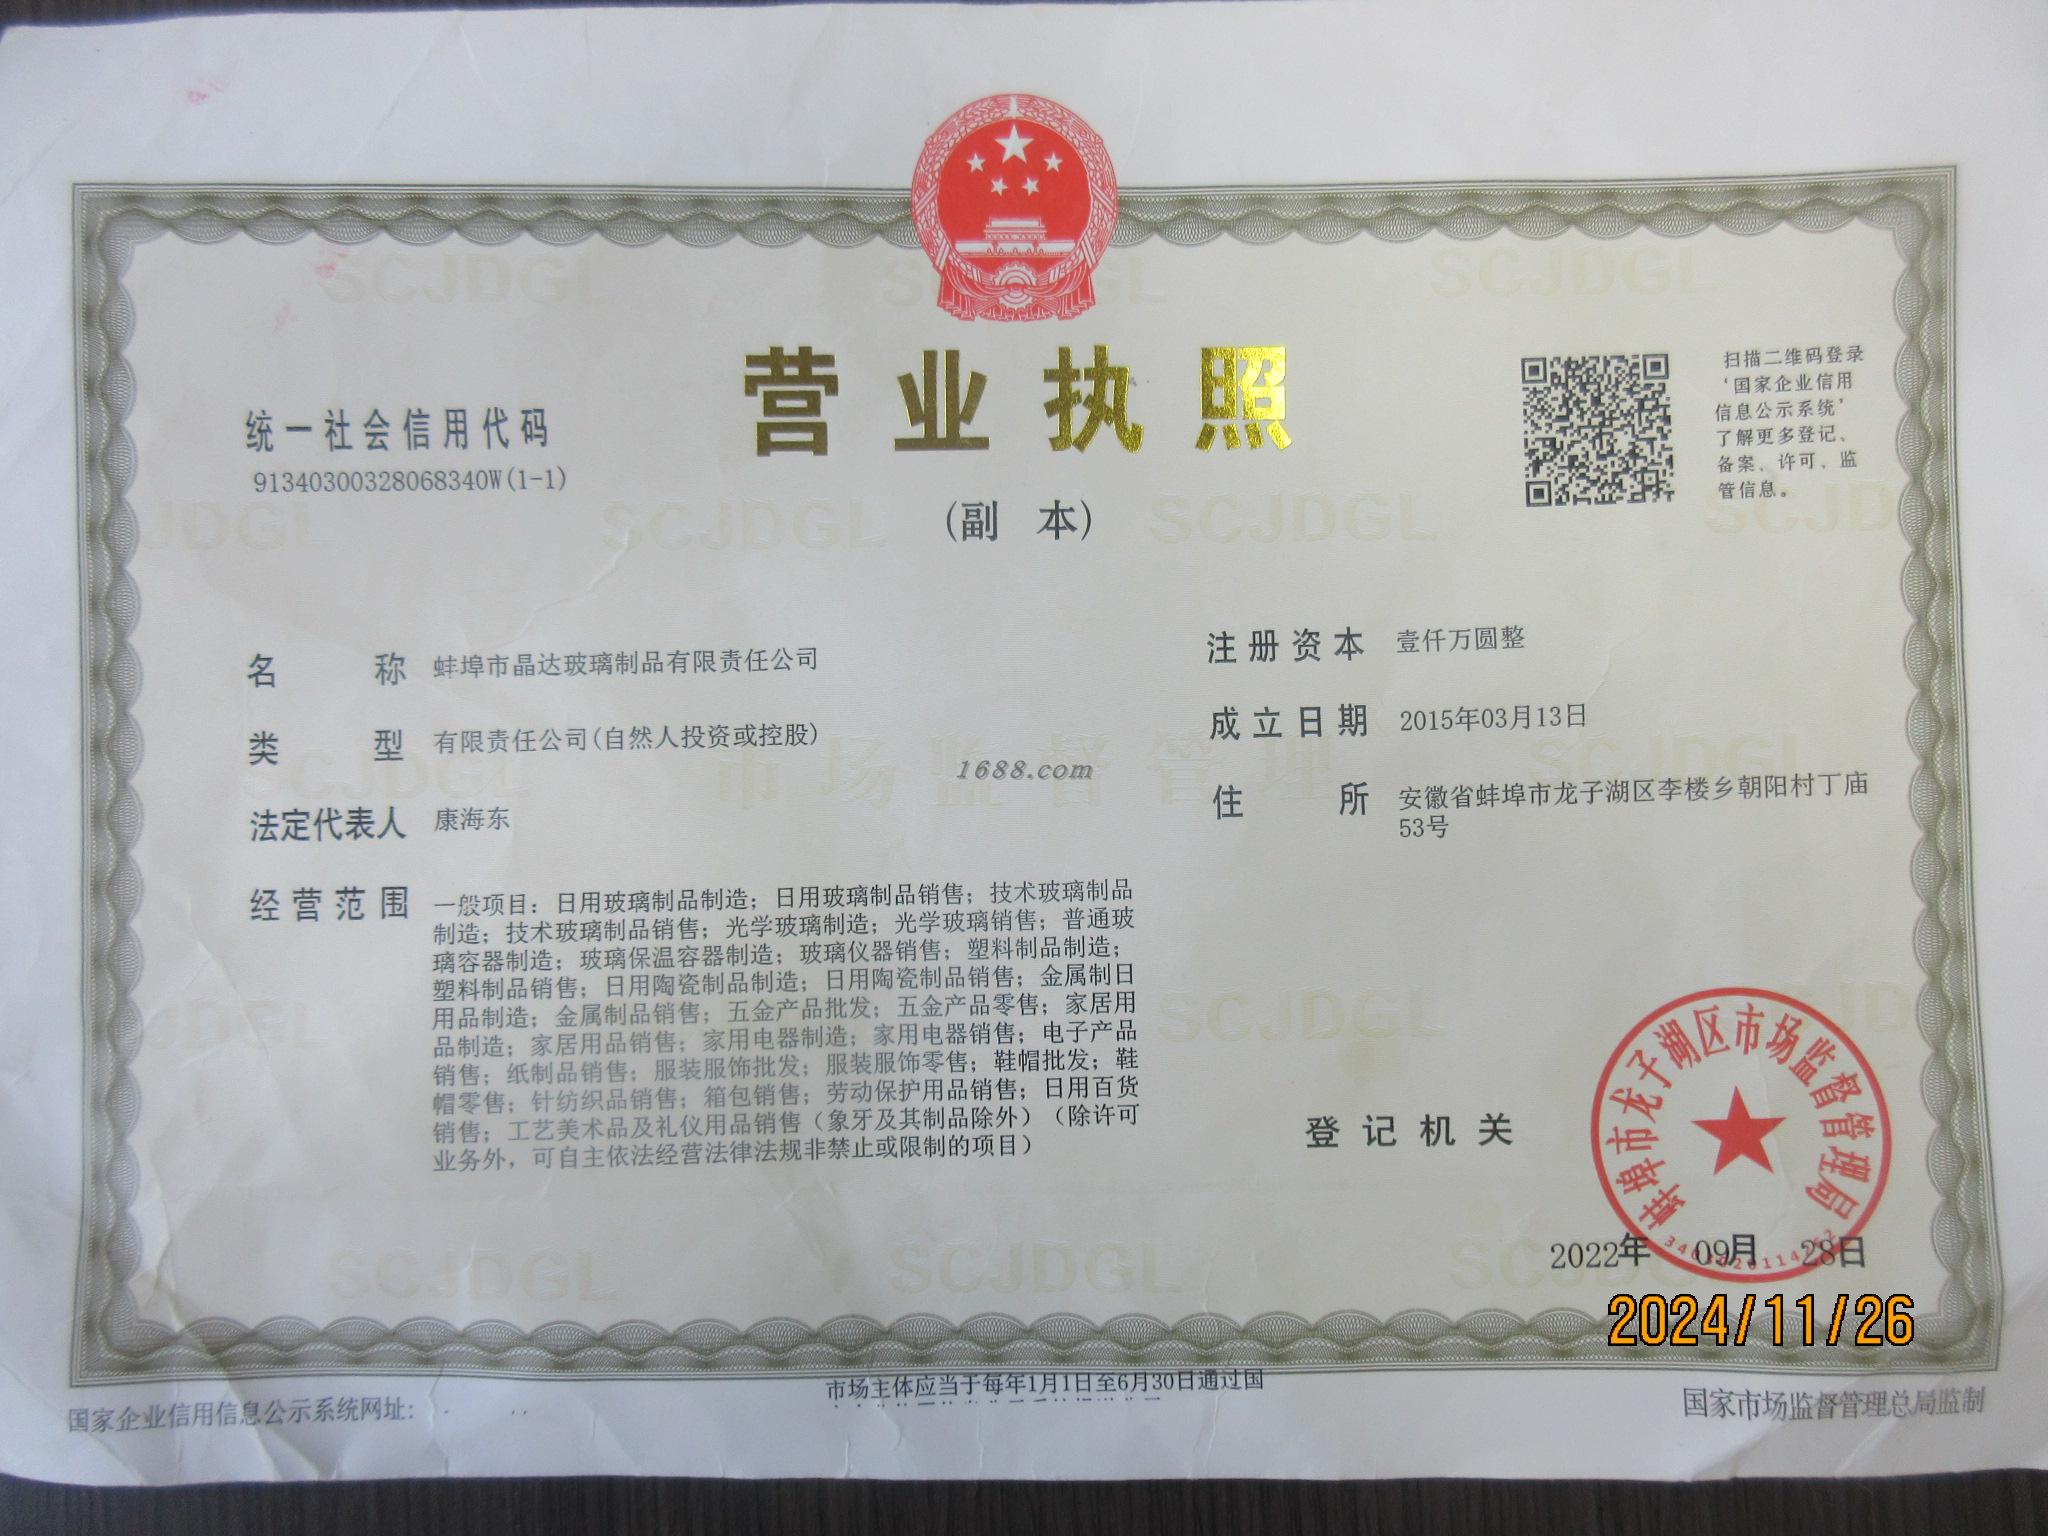 营业执照
(副 本)
统一社会信用代码
91340300328068340W(1-1)
扫描二维码登录
‘国家企业信用
信息公示系统’
了解更多登记、
备案、许可、监
管信息。
名 称 蚌埠市晶达玻璃制品有限责任公司
类 型 有限责任公司(自然人投资或控股)
法定代表人 康海东
经营范围 一般项目：日用玻璃制品制造；日用玻璃制品销售；技术玻璃制品
制造；技术玻璃制品销售；光学玻璃制造；光学玻璃销售；普通玻
璃容器制造；玻璃保温容器制造；玻璃仪器销售；塑料制品制造；
塑料制品销售；日用陶瓷制品制造；日用陶瓷制品销售；金属制日
用品制造；金属制品销售；五金产品批发；五金产品零售；家居用
品制造；家居用品销售；家用电器制造；家用电器销售；电子产品
销售；纸制品销售；服装服饰批发；服装服饰零售；鞋帽批发；鞋
帽零售；针纺织品销售；箱包销售；劳动保护用品销售；日用百货
销售；工艺美术品及礼仪用品销售（象牙及其制品除外）（除许可
业务外，可自主依法经营法律法规非禁止或限制的项目）
注册资本 壹仟万圆整
成立日期 2015年03月13日
住 所 安徽省蚌埠市龙子湖区李楼乡朝阳村丁庙
53号
1688.com
市场监督管理
SCJDGL
登记机关
蚌埠市龙子湖区市场监督管理局
2022年 09月 28日
2024/11/26
国家企业信用信息公示系统网址:
市场主体应当于每年1月1日至6月30日通过国
国家市场监督管理总局监制